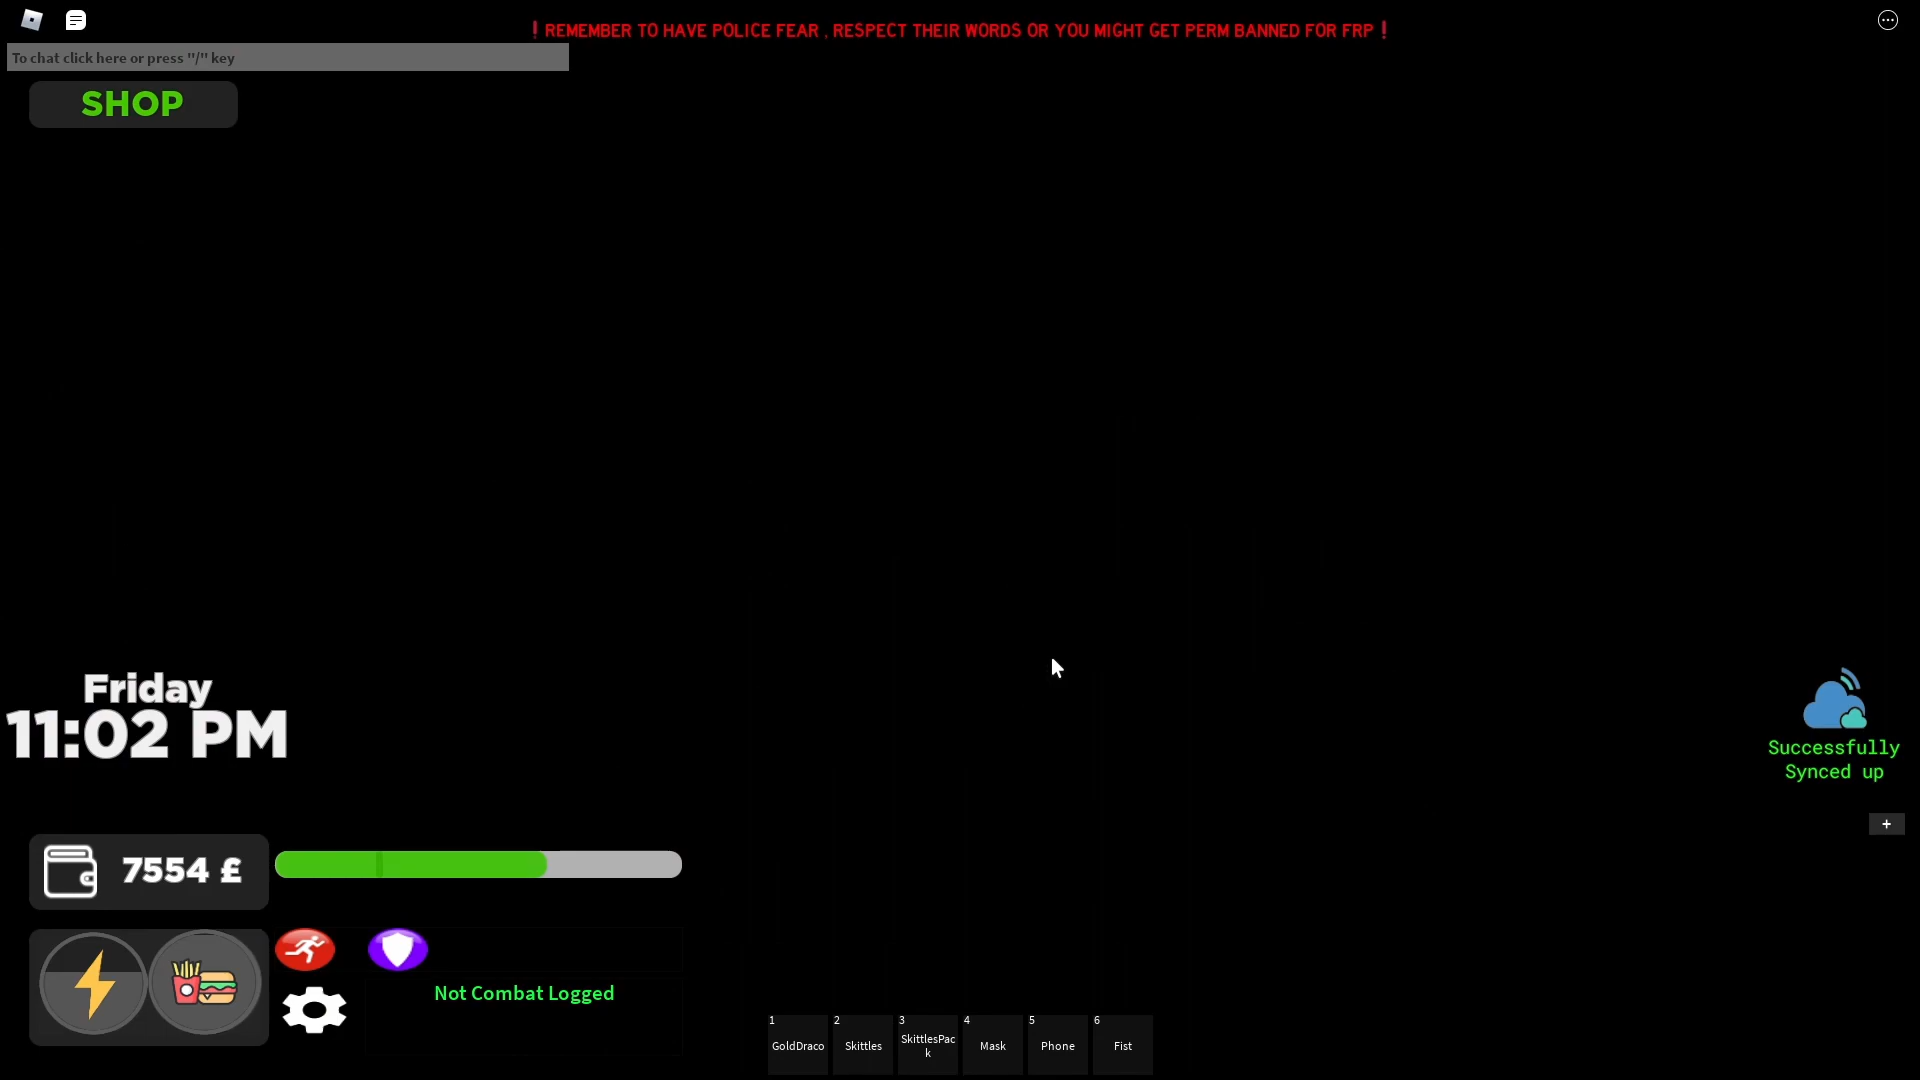 ❗REMEMBER TO HAVE POLICE FEAR , RESPECT THEIR WORDS OR YOU MIGHT GET PERM BANNED FOR FRP❗
To chat click here or press "/" key
SHOP
Friday
11:02 PM
Successfully
Synced up
+
7554 £
Not Combat Logged
1 2 3 4 5 6
GoldDraco Skittles SkittlesPac
k Mask Phone Fist